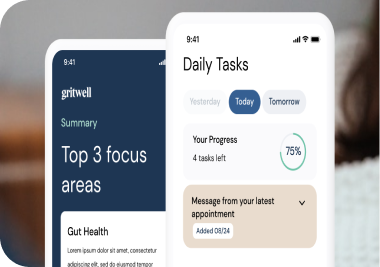 9:41
gritwell
Summary
Top 3 focus
areas
Gut Health
Lorem ipsum dolor sit amet, consectetur
adipiscing elit, sed do eiusmod tempor
9:41
Daily Tasks
Yesterday Today Tomorrow
Your Progress
4 tasks left
75%
Message from your latest
appointment
Added 08/24